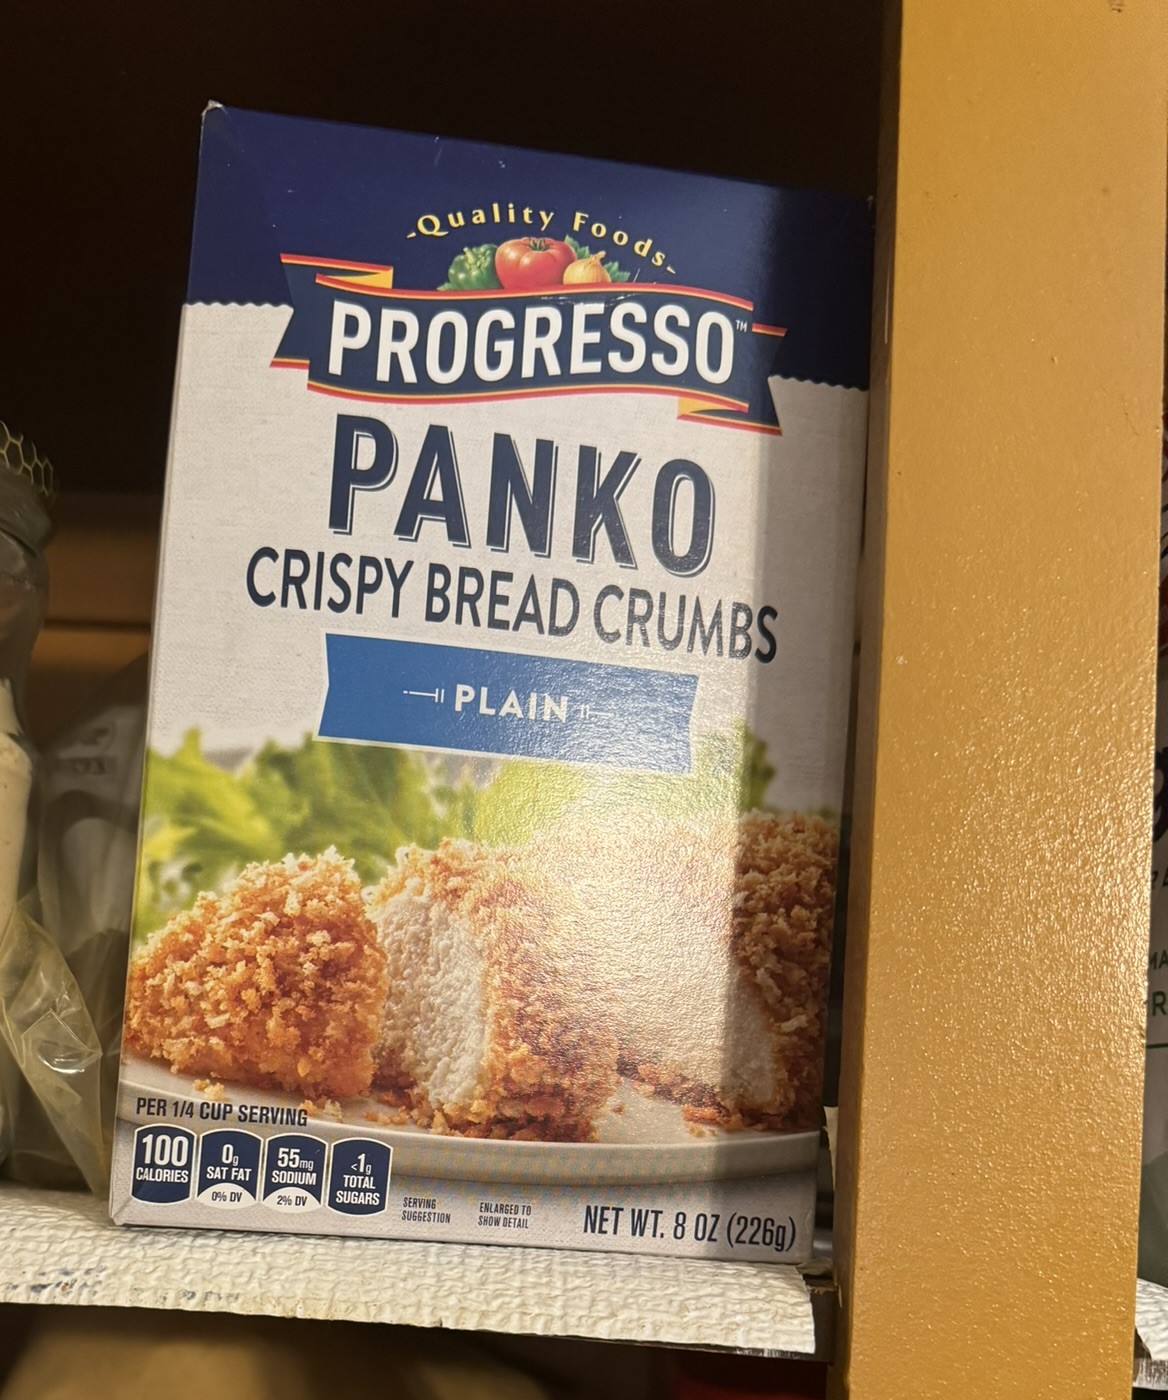 -Quality Foods-
PROGRESSO™
PANKO
CRISPY BREAD CRUMBS
PLAIN
PER 1/4 CUP SERVING
100
CALORIES
0g
SAT FAT
0% DV
55mg
SODIUM
2% DV
<1g
TOTAL
SUGARS
SERVING
SUGGESTION
ENLARGED TO
SHOW DETAIL
NET WT. 8 OZ (226g)